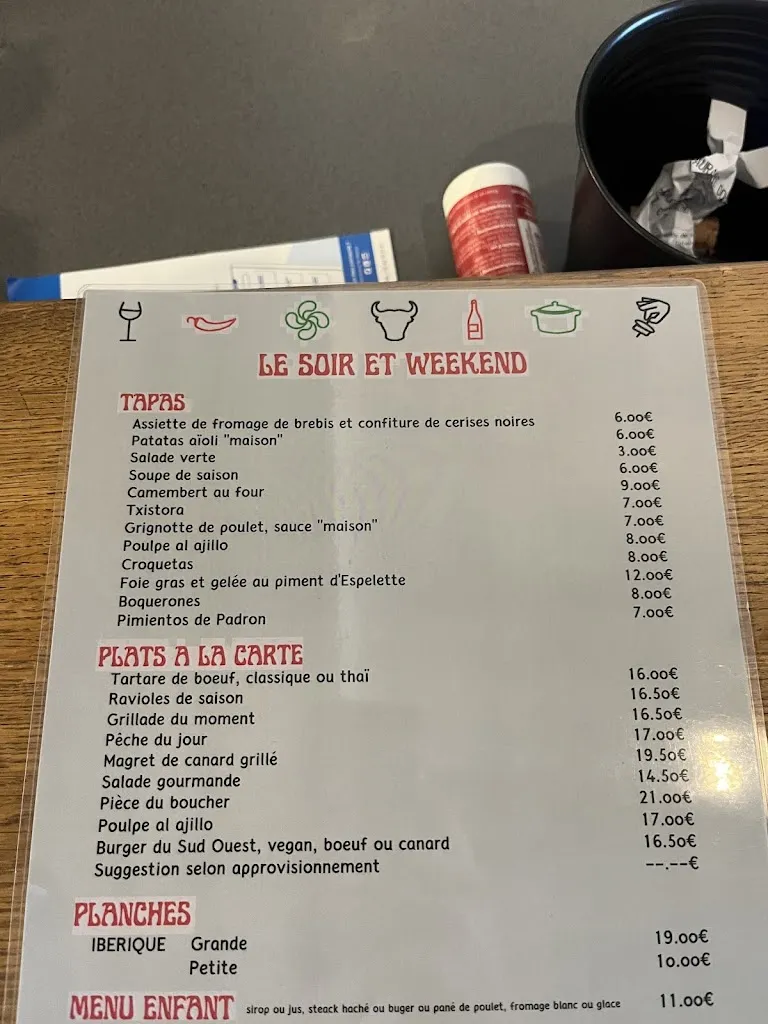 LE SOIR ET WEEKEND
TAPAS
Assiette de fromage de brebis et confiture de cerises noires 6.00€
Patatas aïoli "maison" 6.00€
Salade verte 3.00€
Soupe de saison 6.00€
Camembert au four 9.00€
Txistora 7.00€
Grignotte de poulet, sauce "maison" 7.00€
Poulpe al ajillo 8.00€
Croquetas 8.00€
Foie gras et gelée au piment d'Espelette 12.00€
Boquerones 8.00€
Pimientos de Padron 7.00€
PLATS A LA CARTE
Tartare de boeuf, classique ou thaï 16.00€
Ravioles de saison 16.50€
Grillade du moment 16.50€
Pêche du jour 17.00€
Magret de canard grillé 19.50€
Salade gourmande 14.50€
Pièce du boucher 21.00€
Poulpe al ajillo 17.00€
Burger du Sud Ouest, vegan, boeuf ou canard 16.50€
Suggestion selon approvisionnement --.--€
PLANCHES
IBERIQUE Grande 19.00€
Petite 10.00€
MENU ENFANT sirop ou jus, steack haché ou buger ou pané de poulet, fromage blanc ou glace 11.00€